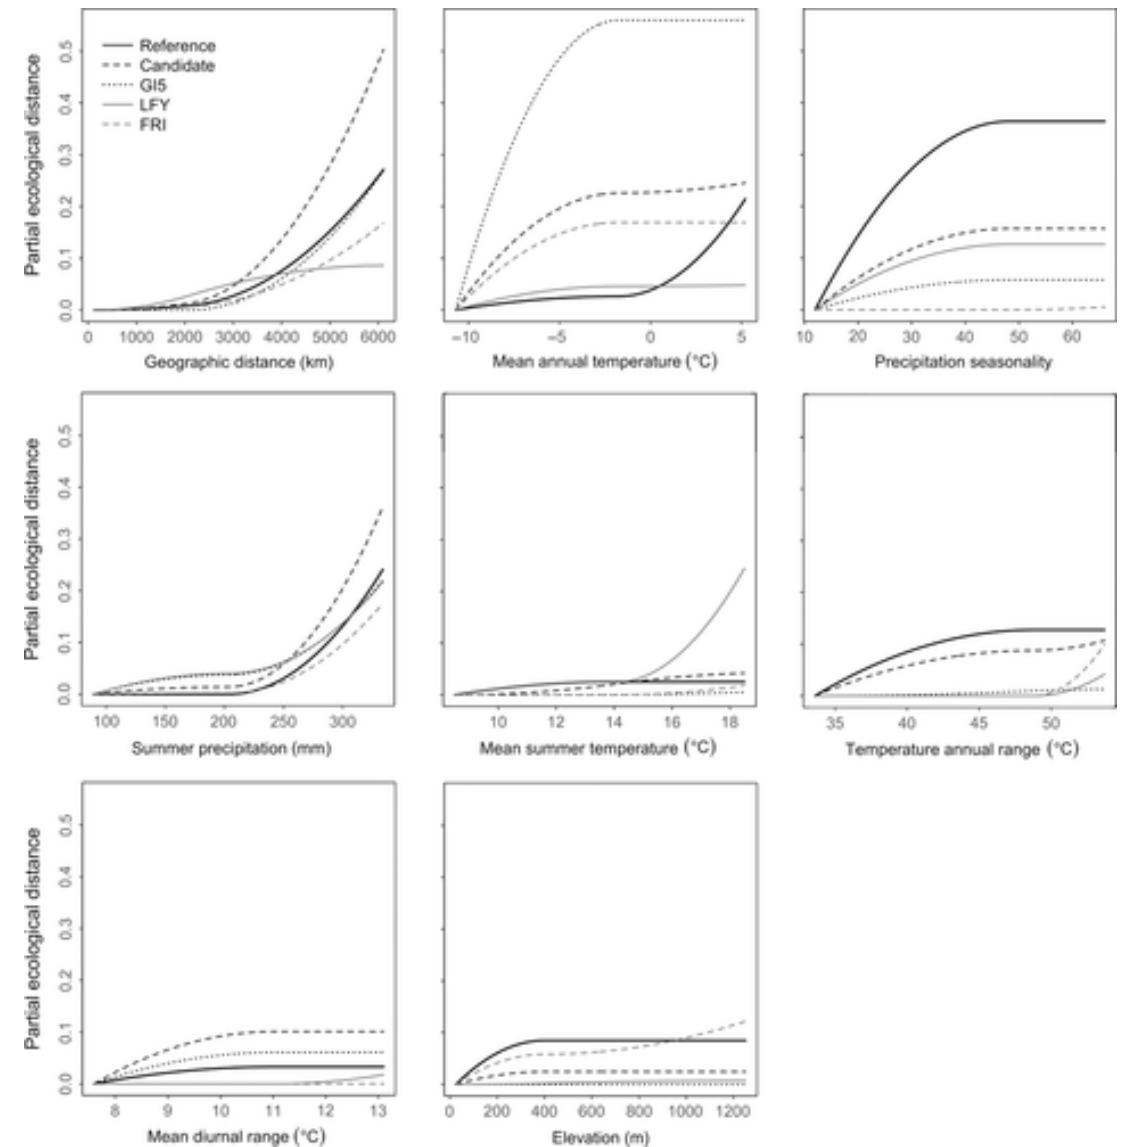 Partial ecological distance
0.0 0.1 0.2 0.3 0.4 0.5
Reference
Candidate
GI5
LFY
FRI
0 1000 2000 3000 4000 5000 6000
Geographic distance (km)
−10 −5 0 5
Mean annual temperature (°C)
10 20 30 40 50 60
Precipitation seasonality
Partial ecological distance
0.0 0.1 0.2 0.3 0.4 0.5
100 150 200 250 300
Summer precipitation (mm)
10 12 14 16 18
Mean summer temperature (°C)
35 40 45 50
Temperature annual range (°C)
Partial ecological distance
0.0 0.1 0.2 0.3 0.4 0.5
8 9 10 11 12 13
Mean diurnal range (°C)
0 200 400 600 800 1000 1200
Elevation (m)